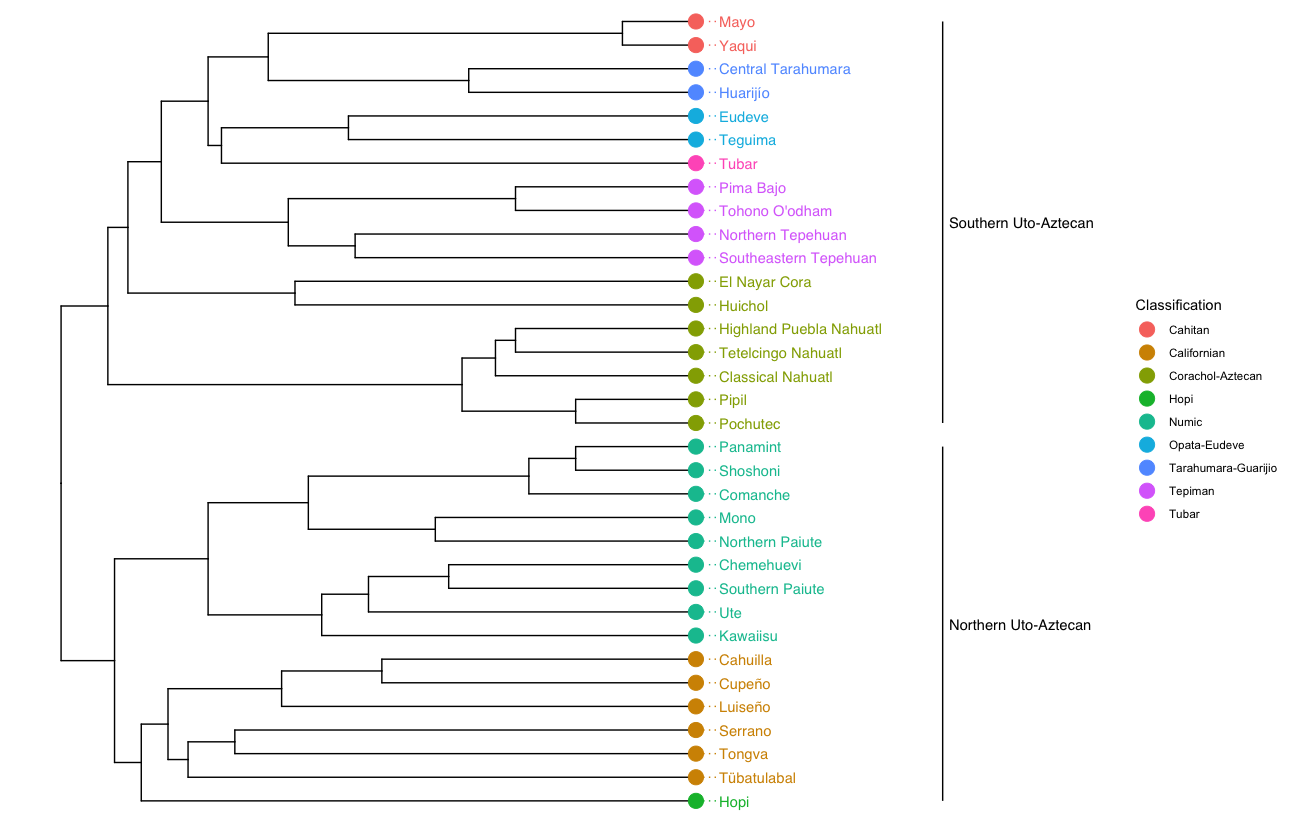 Mayo
Yaqui
Central Tarahumara
Huarijío
Eudeve
Teguima
Tubar
Pima Bajo
Tohono O'odham
Northern Tepehuan
Southeastern Tepehuan
El Nayar Cora
Huichol
Highland Puebla Nahuatl
Tetelcingo Nahuatl
Classical Nahuatl
Pipil
Pochutec
Panamint
Shoshoni
Comanche
Mono
Northern Paiute
Chemehuevi
Southern Paiute
Ute
Kawaiisu
Cahuilla
Cupeño
Luiseño
Serrano
Tongva
Tübatulabal
Hopi
Southern Uto-Aztecan
Northern Uto-Aztecan
Classification
Cahitan
Californian
Corachol-Aztecan
Hopi
Numic
Opata-Eudeve
Tarahumara-Guarijio
Tepiman
Tubar